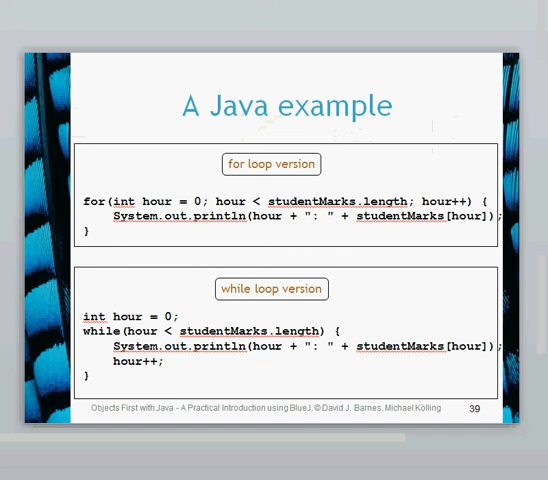 A Java example
for loop version
for(int hour = 0; hour < studentMarks.length; hour++) {
System.out.println(hour + ": " + studentMarks[hour]);
}
while loop version
int hour = 0;
while(hour < studentMarks.length) {
System.out.println(hour + ": " + studentMarks[hour]);
hour++;
}
Objects First with Java - A Practical Introduction using BlueJ, © David J. Barnes, Michael Kölling
39